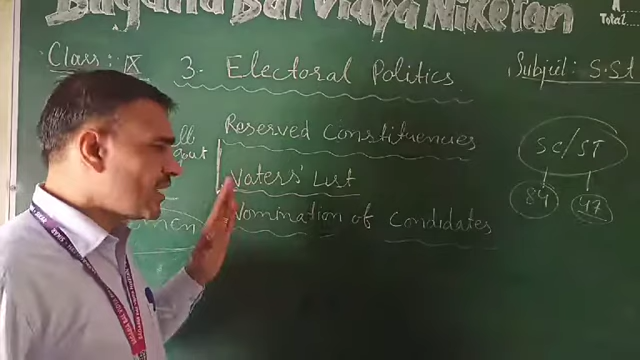 Bagaria Bal Vidya Niketan
Total
Class: IX
3. Electoral Politics
Subject: S.St
Reserved Constituencies
Voters' List
Nomination of Candidates
SC/ST
84 47